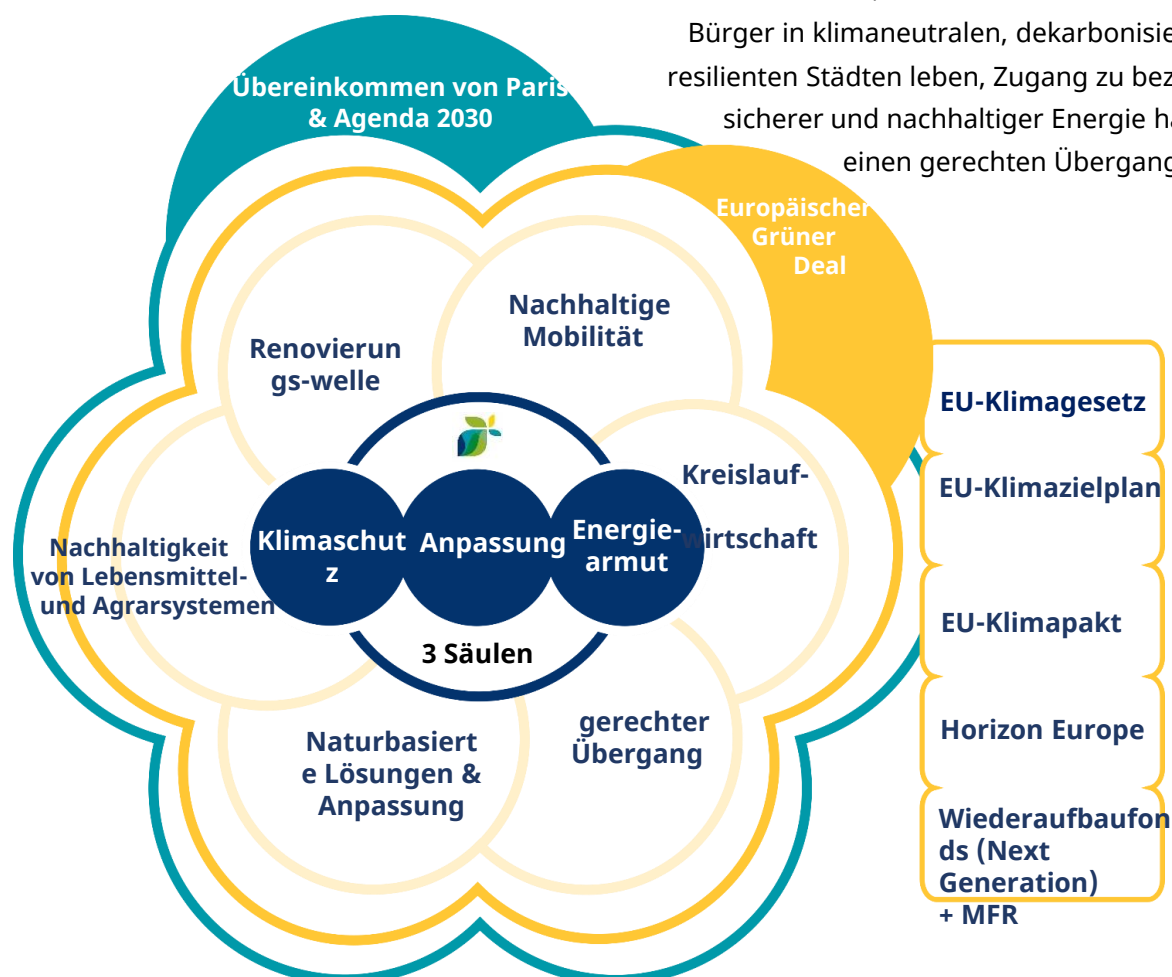 Bürger in klimaneutralen,
resilienten Städten leben, Zugang zu
sicherer und nachhaltiger Energie
einen gerechten Übergang
Übereinkommen von Paris
& Agenda 2030
Europäischer
Grüner
Deal
Nachhaltige
Mobilität
Renovierun
gs-welle
Kreislauf-
wirtschaft
Klimaschut
z
Anpassung
Energie-
armut
Nachhaltigkeit
von Lebensmittel-
und Agrarsystemen
3 Säulen
gerechter
Übergang
Naturbasiert
e Lösungen &
Anpassung
EU-Klimagesetz
EU-Klimazielplan
EU-Klimapakt
Horizon Europe
Wiederaufbaufon
ds (Next
Generation)
+ MFR